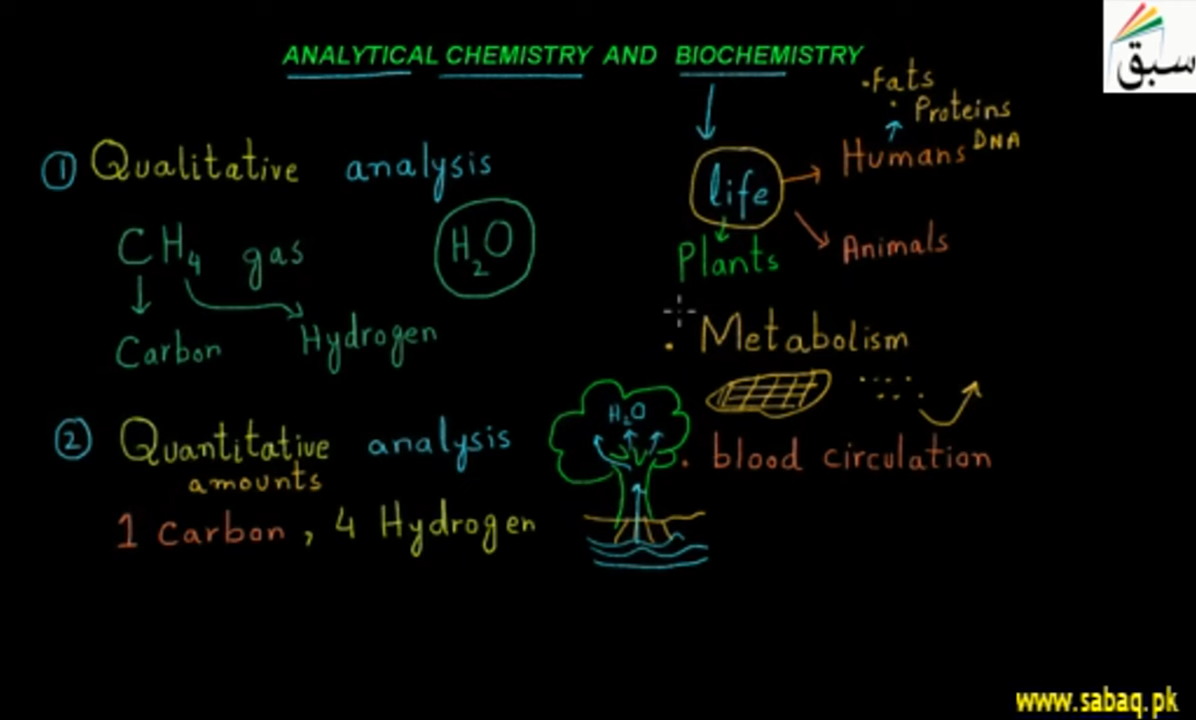 ANALYTICAL CHEMISTRY AND BIOCHEMISTRY
سبق
① Qualitative analysis
CH₄ gas
H₂O
Carbon
Hydrogen
② Quantitative analysis
amounts
1 Carbon, 4 Hydrogen
life
• Fats
• Proteins
Humans DNA
Animals
Plants
• Metabolism
H₂O
• blood circulation
www.sabaq.pk